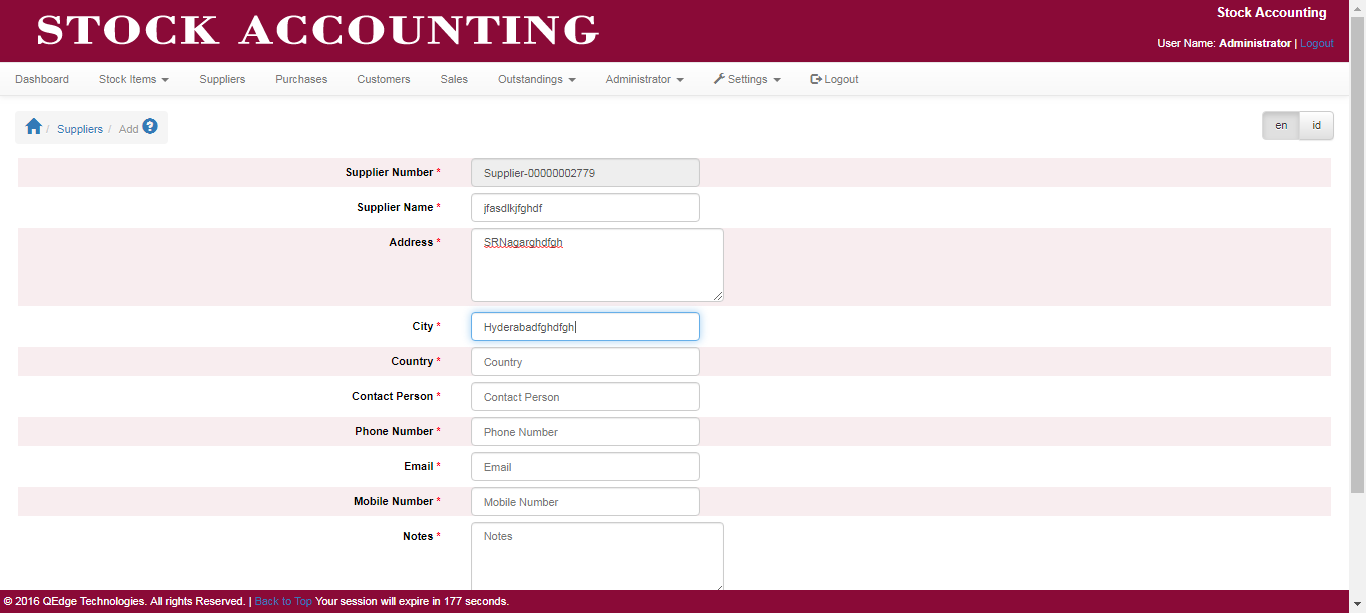 STOCK ACCOUNTING
Stock Accounting
User Name: Administrator | Logout
Dashboard Stock Items Suppliers Purchases Customers Sales Outstandings Administrator Settings Logout
/ Suppliers / Add ?
en id
Supplier Number * Supplier-00000002779
Supplier Name * jfasdlkjfghdf
Address * SRNagarghdfgh
City * Hyderabadfghdfgh
Country * Country
Contact Person * Contact Person
Phone Number * Phone Number
Email * Email
Mobile Number * Mobile Number
Notes * Notes
© 2016 QEdge Technologies. All rights Reserved. | Back to Top Your session will expire in 177 seconds.